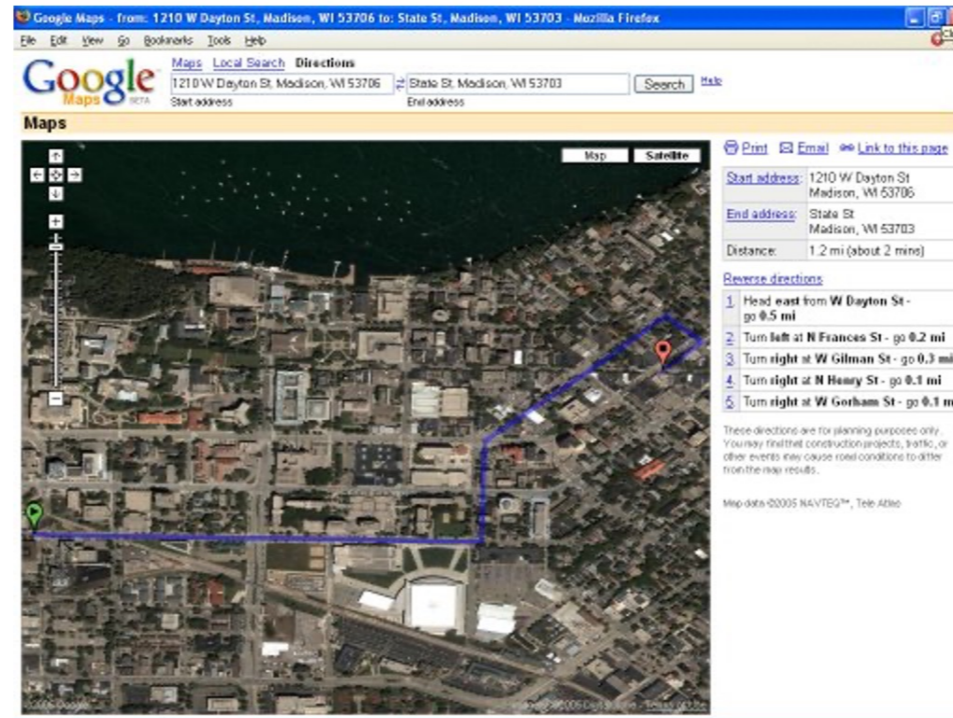 Google Maps - from: 1210 W Dayton St, Madison, WI 53706 to: State St, Madison, WI 53703 - Mozilla Firefox
File Edit View Go Bookmarks Tools Help
Maps Local Search Directions
Google Maps BETA
1210 W Dayton St, Madison, WI 53706 State St, Madison, WI 53703 Search Help
Start address End address
Maps
Map Satellite
Print Email Link to this page
Start address: 1210 W Dayton St
Madison, WI 53706
End address: State St
Madison, WI 53703
Distance: 1.2 mi (about 2 mins)
Reverse directions
1. Head east from W Dayton St -
go 0.5 mi
2. Turn left at N Frances St - go 0.2 mi
3. Turn right at W Gilman St - go 0.3 mi
4. Turn right at N Henry St - go 0.1 mi
5. Turn right at W Gorham St - go 0.1 m
These directions are for planning purposes only.
You may find that construction projects, traffic, or
other events may cause road conditions to differ
from the map results.
Map data ©2005 NAVTEQ™, Tele Atlas
©2005 Google
Terms of Use